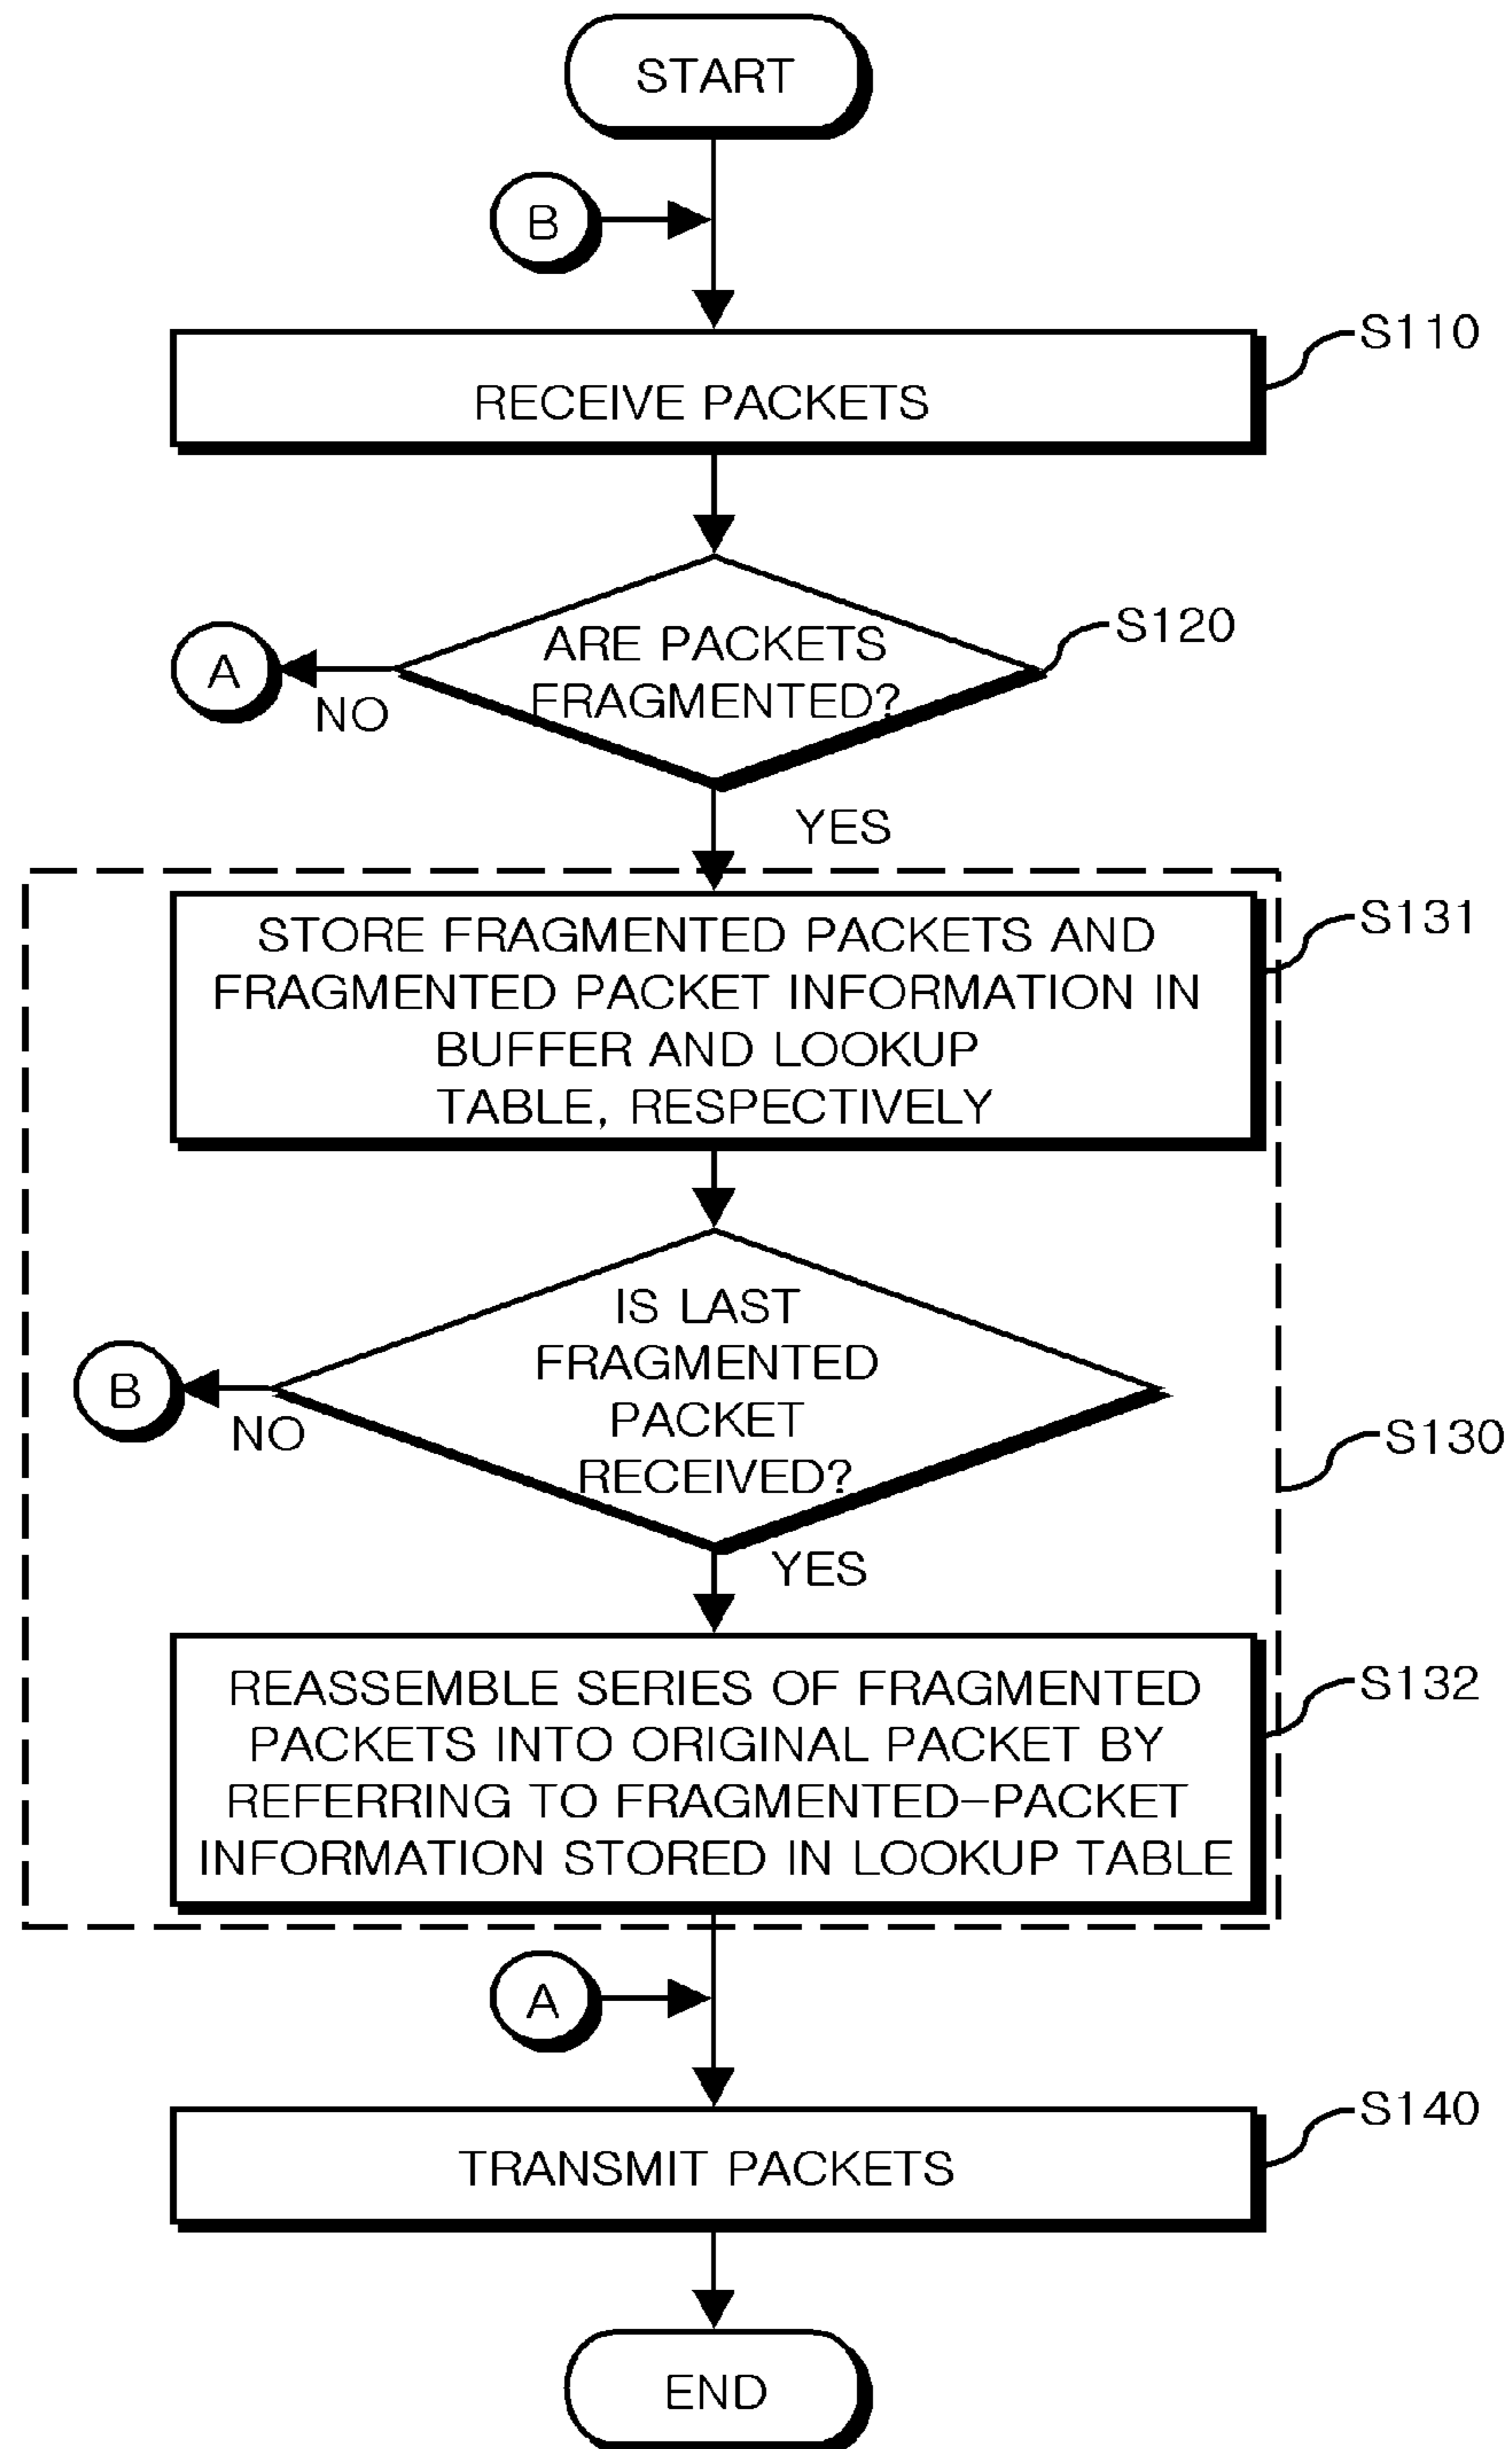 START
B
S110
RECEIVE PACKETS
S120
ARE PACKETS
FRAGMENTED?
A
NO
YES
S131
STORE FRAGMENTED PACKETS AND
FRAGMENTED PACKET INFORMATION IN
BUFFER AND LOOKUP
TABLE, RESPECTIVELY
IS LAST
FRAGMENTED
PACKET
RECEIVED?
B
NO
S130
YES
S132
REASSEMBLE SERIES OF FRAGMENTED
PACKETS INTO ORIGINAL PACKET BY
REFERRING TO FRAGMENTED-PACKET
INFORMATION STORED IN LOOKUP TABLE
A
S140
TRANSMIT PACKETS
END